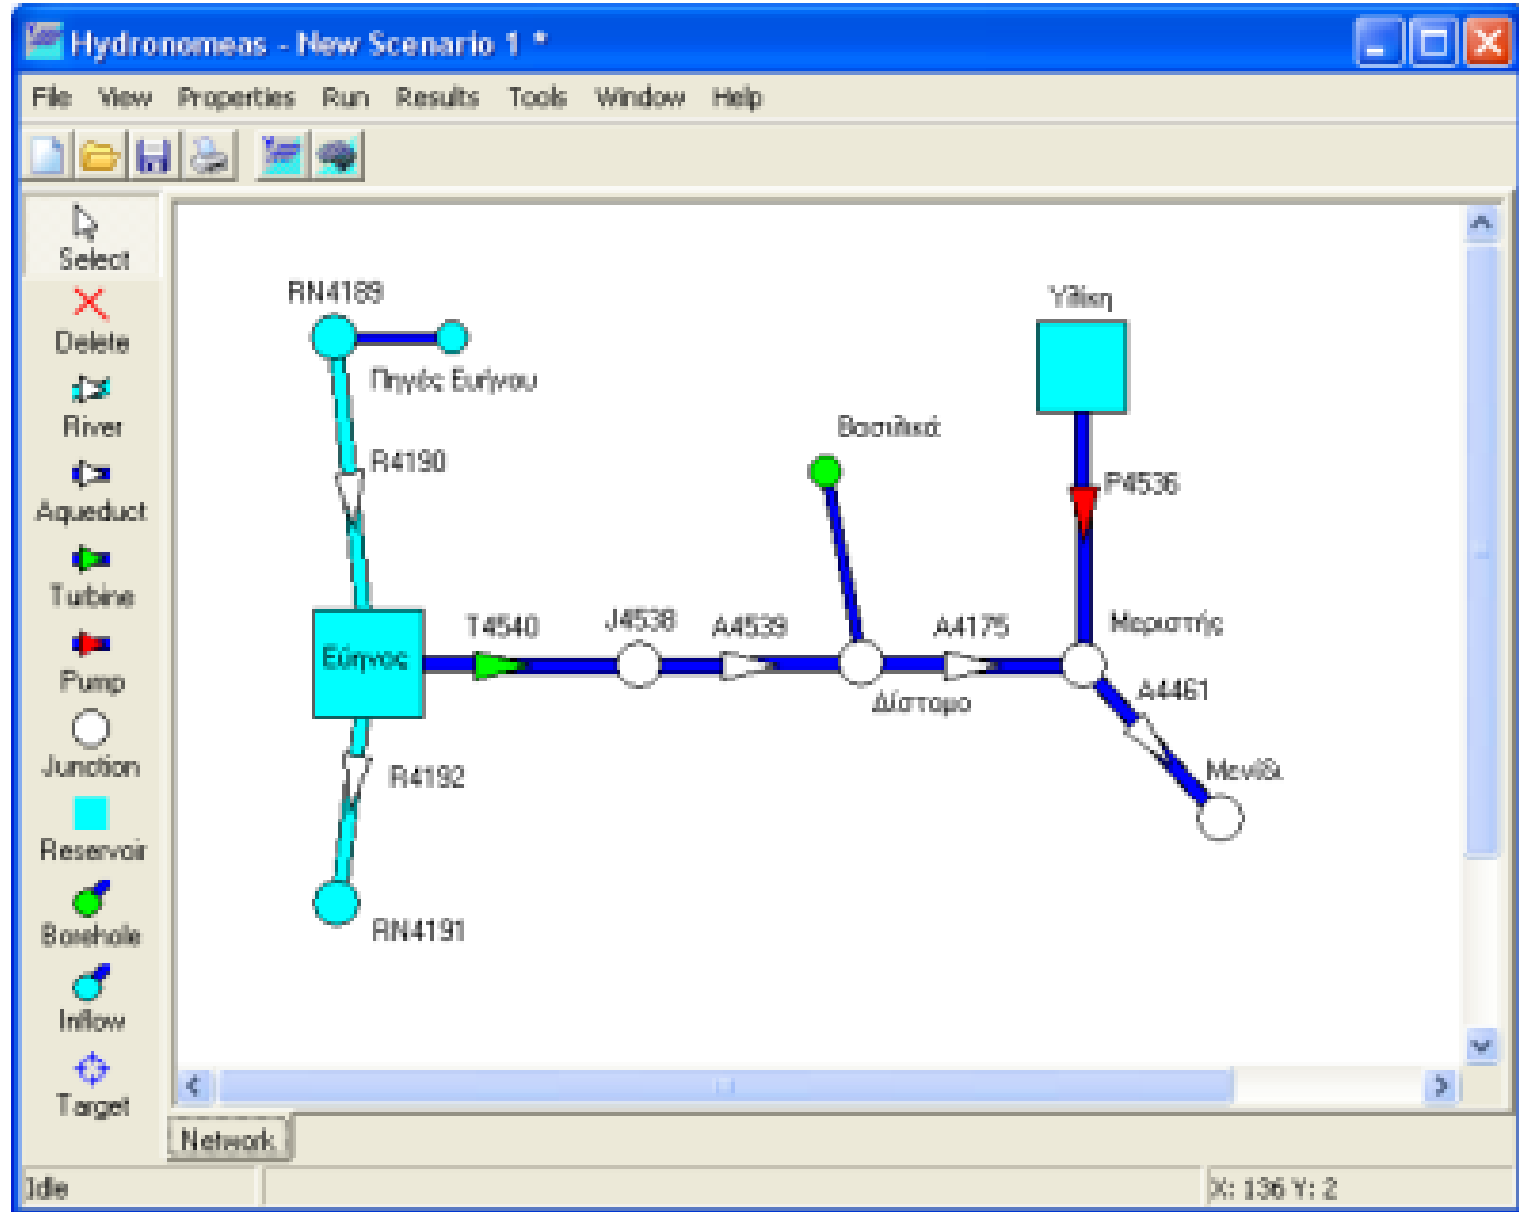 Hydronomeas - New Scenario 1 *
File View Properties Run Results Tools Window Help
Select
Delete
River
Aqueduct
Turbine
Pump
Junction
Reservoir
Borehole
Inflow
Target
RN4189
Πηγές Ευήνου
R4190
Εύηνος
R4192
RN4191
T4540
J4538
A4539
Βασιλικά
Δίστομο
A4175
Υλίκη
P4536
Μεριστής
A4461
Μενίδι
Network
Idle
X: 136 Y: 2